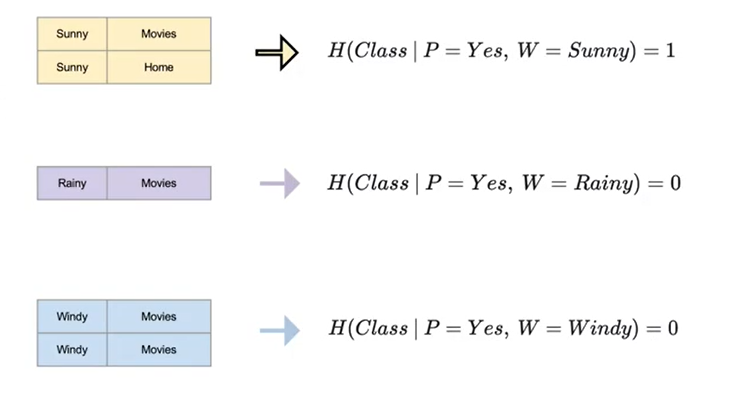 Sunny Movies
Sunny Home
H(Class | P = Yes, W = Sunny) = 1
Rainy Movies
H(Class | P = Yes, W = Rainy) = 0
Windy Movies
Windy Movies
H(Class | P = Yes, W = Windy) = 0